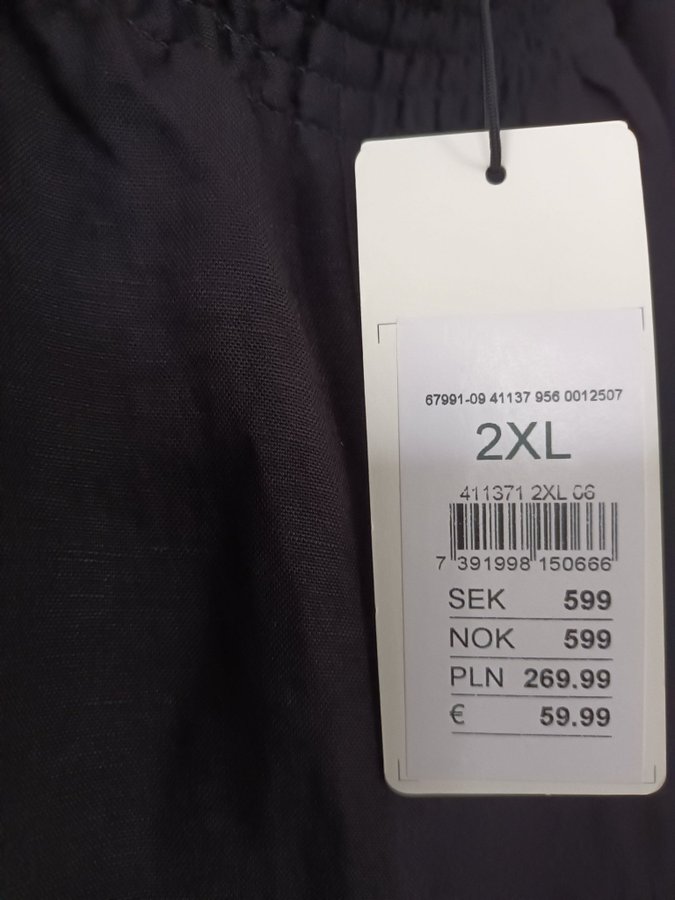 67991-09 41137 956 0012507
2XL
411371 2XL 06
7 391998 150666
SEK 599
NOK 599
PLN 269.99
€ 59.99